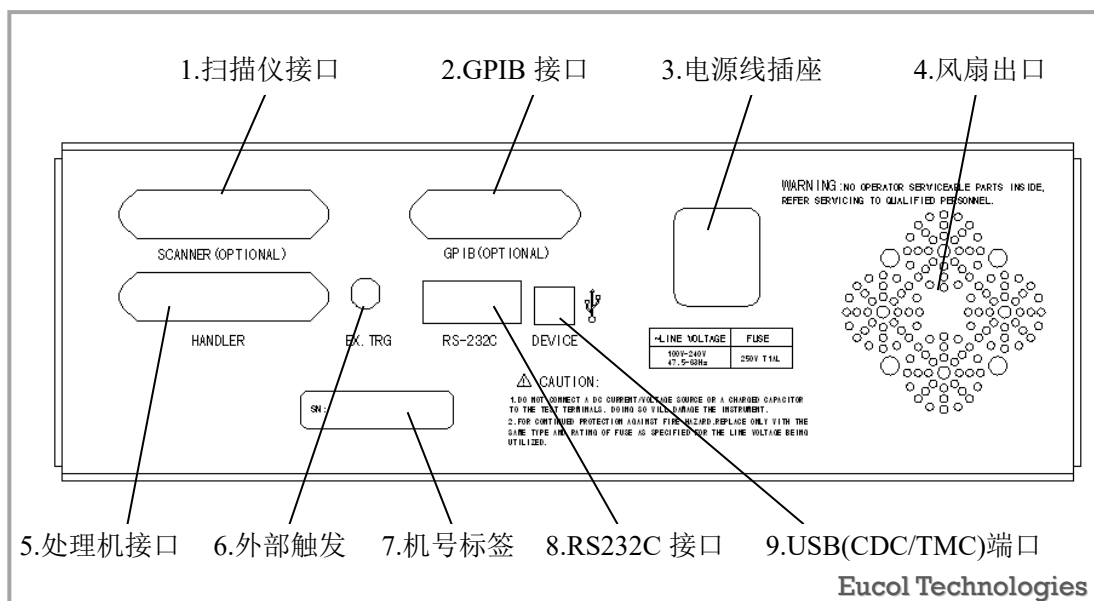 1.扫描仪接口
2.GPIB 接口
3.电源线插座
4.风扇出口
WARNING:NO OPERATOR SERVICEABLE PARTS INSIDE,
REFER SERVICING TO QUALIFIED PERSONNEL.
SCANNER(OPTIONAL)
GPIB(OPTIONAL)
HANDLER
EX.TRG
RS-232C
DEVICE
~LINE VOLTAGE
FUSE
100V-240V
47.5-63Hz
250V T1AL
CAUTION:
1.DO NOT CONNECT A DC CURRENT/VOLTAGE SOURCE OR A CHARGED CAPACITOR
TO THE TEST TERMINALS. DOING SO WILL DAMAGE THE INSTRUMENT.
2.FOR CONTINUED PROTECTION AGAINST FIRE HAZARD.REPLACE ONLY WITH THE
SAME TYPE AND RATING OF FUSE AS SPECIFIED FOR THE LINE VOLTAGE BEING
UTILIZED.
SN:
5.处理机接口
6.外部触发
7.机号标签
8.RS232C 接口
9.USB(CDC/TMC)端口
Eucol Technologies